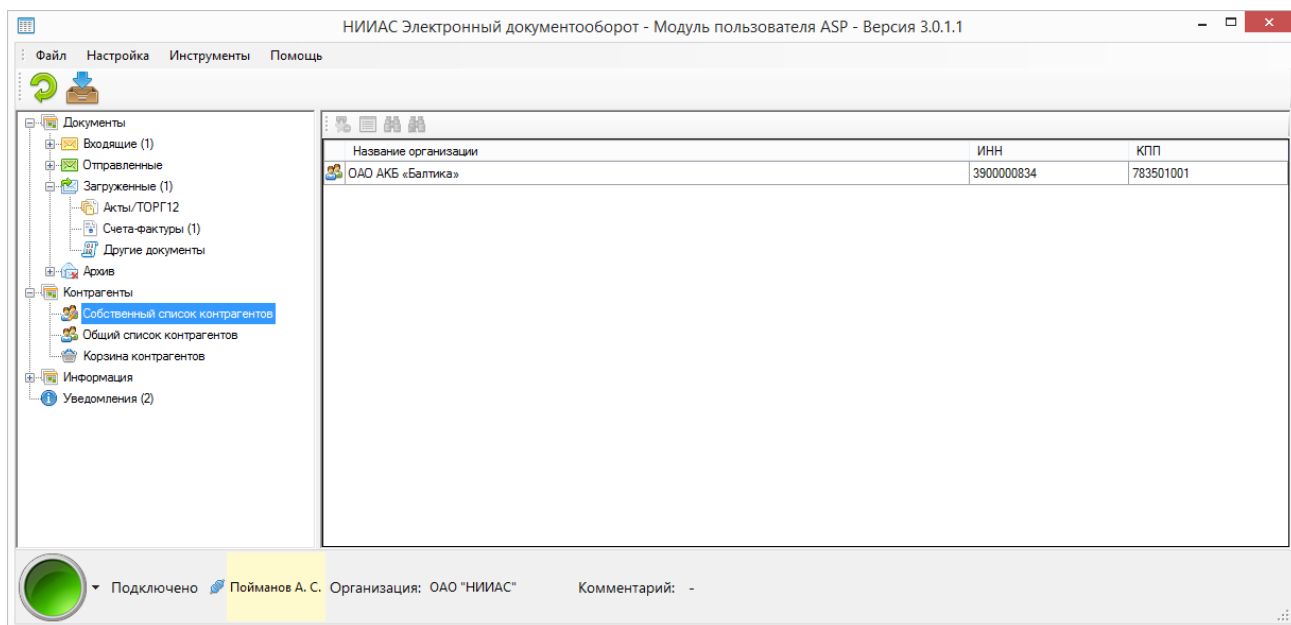 НИИАС Электронный документооборот - Модуль пользователя ASP - Версия 3.0.1.1
Файл Настройка Инструменты Помощь
Документы
Входящие (1)
Отправленные
Загруженные (1)
Акты/ТОРГ12
Счета-фактуры (1)
Другие документы
Архив
Контрагенты
Собственный список контрагентов
Общий список контрагентов
Корзина контрагентов
Информация
Уведомления (2)
Название организации ИНН КПП
ОАО АКБ «Балтика» 3900000834 783501001
Подключено Пойманов А. С. Организация: ОАО "НИИАС" Комментарий: -